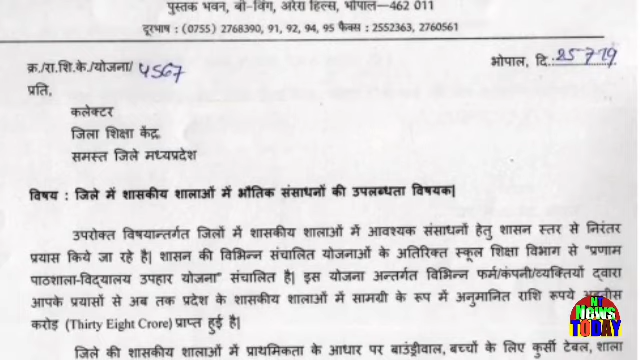 पुस्तक भवन, बी-विंग, अरेरा हिल्स, भोपाल—462 011
दूरभाष : (0755) 2768390, 91, 92, 94, 95 फैक्स : 2552363, 2760561
क्र./रा.शि.के./योजना/ 4567
भोपाल, दि. 25-7-19
प्रति,
कलेक्टर
जिला शिक्षा केंद्र,
समस्त जिले मध्यप्रदेश
विषय : जिले में शासकीय शालाओं में भौतिक संसाधनों की उपलब्धता विषयक|
उपरोक्त विषयान्तर्गत जिलों में शासकीय शालाओं में आवश्यक संसाधनों हेतु शासन स्तर से निरंतर
प्रयास किये जा रहे है| शासन की विभिन्न संचालित योजनाओं के अतिरिक्त स्कूल शिक्षा विभाग से "प्रणाम
पाठशाला-विद्यालय उपहार योजना" संचालित है| इस योजना अन्तर्गत विभिन्न फर्म/कंपनी/व्यक्तियों द्वारा
आपके प्रयासों से अब तक प्रदेश के शासकीय शालाओं में सामग्री के रूप में अनुमानित राशि रूपये
करोड़ (Thirty Eight Crore) प्राप्त हुई है|
जिले की शासकीय शालाओं में प्राथमिकता के आधार पर बाउंड्रीवाल, बच्चों के लिए कुर्सी टेबल, शाला
NT
News
TODAY